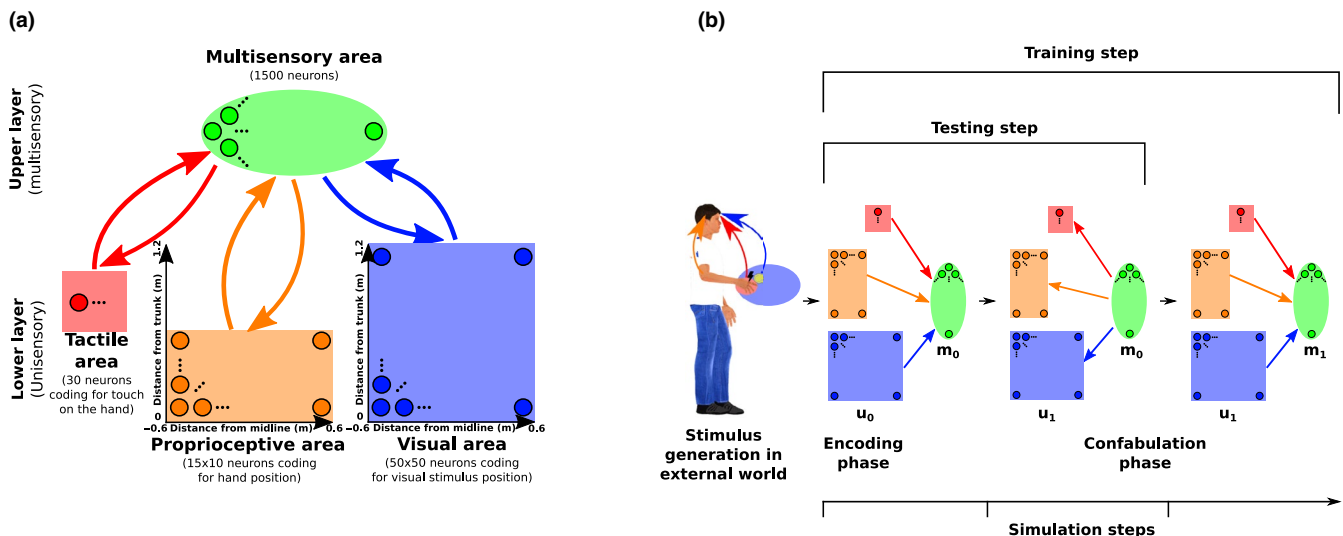 (a)
Multisensory area
(1500 neurons)
Upper layer
(multisensory)
Lower layer
(Unisensory)
Tactile
area
(30 neurons
coding for touch
on the hand)
1.2
Distance from trunk (m)
0
−0.6 Distance from midline (m) 0.6
Proprioceptive area
(15x10 neurons coding
for hand position)
1.2
Distance from trunk (m)
0
−0.6 Distance from midline (m) 0.6
Visual area
(50x50 neurons coding
for visual stimulus position)
(b)
Training step
Testing step
m0
m0
m1
u0
u1
u1
Stimulus
generation in
external world
Encoding
phase
Confabulation
phase
Simulation steps